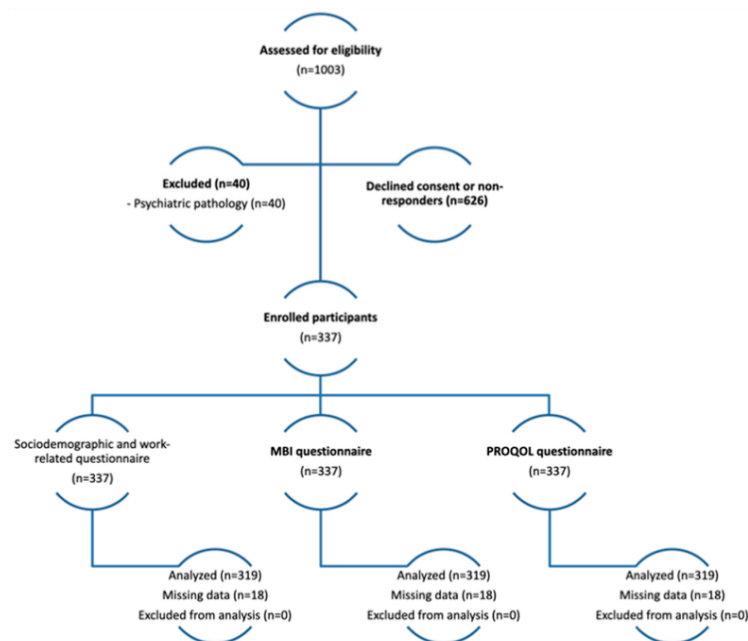 Assessed for eligibility
(n=1003)
Excluded (n=40)
- Psychiatric pathology (n=40)
Declined consent or non-
responders (n=626)
Enrolled participants
(n=337)
Sociodemographic and work-
related questionnaire
(n=337)
MBI questionnaire
(n=337)
PROQOL questionnaire
(n=337)
Analyzed (n=319)
Missing data (n=18)
Excluded from analysis (n=0)
Analyzed (n=319)
Missing data (n=18)
Excluded from analysis (n=0)
Analyzed (n=319)
Missing data (n=18)
Excluded from analysis (n=0)